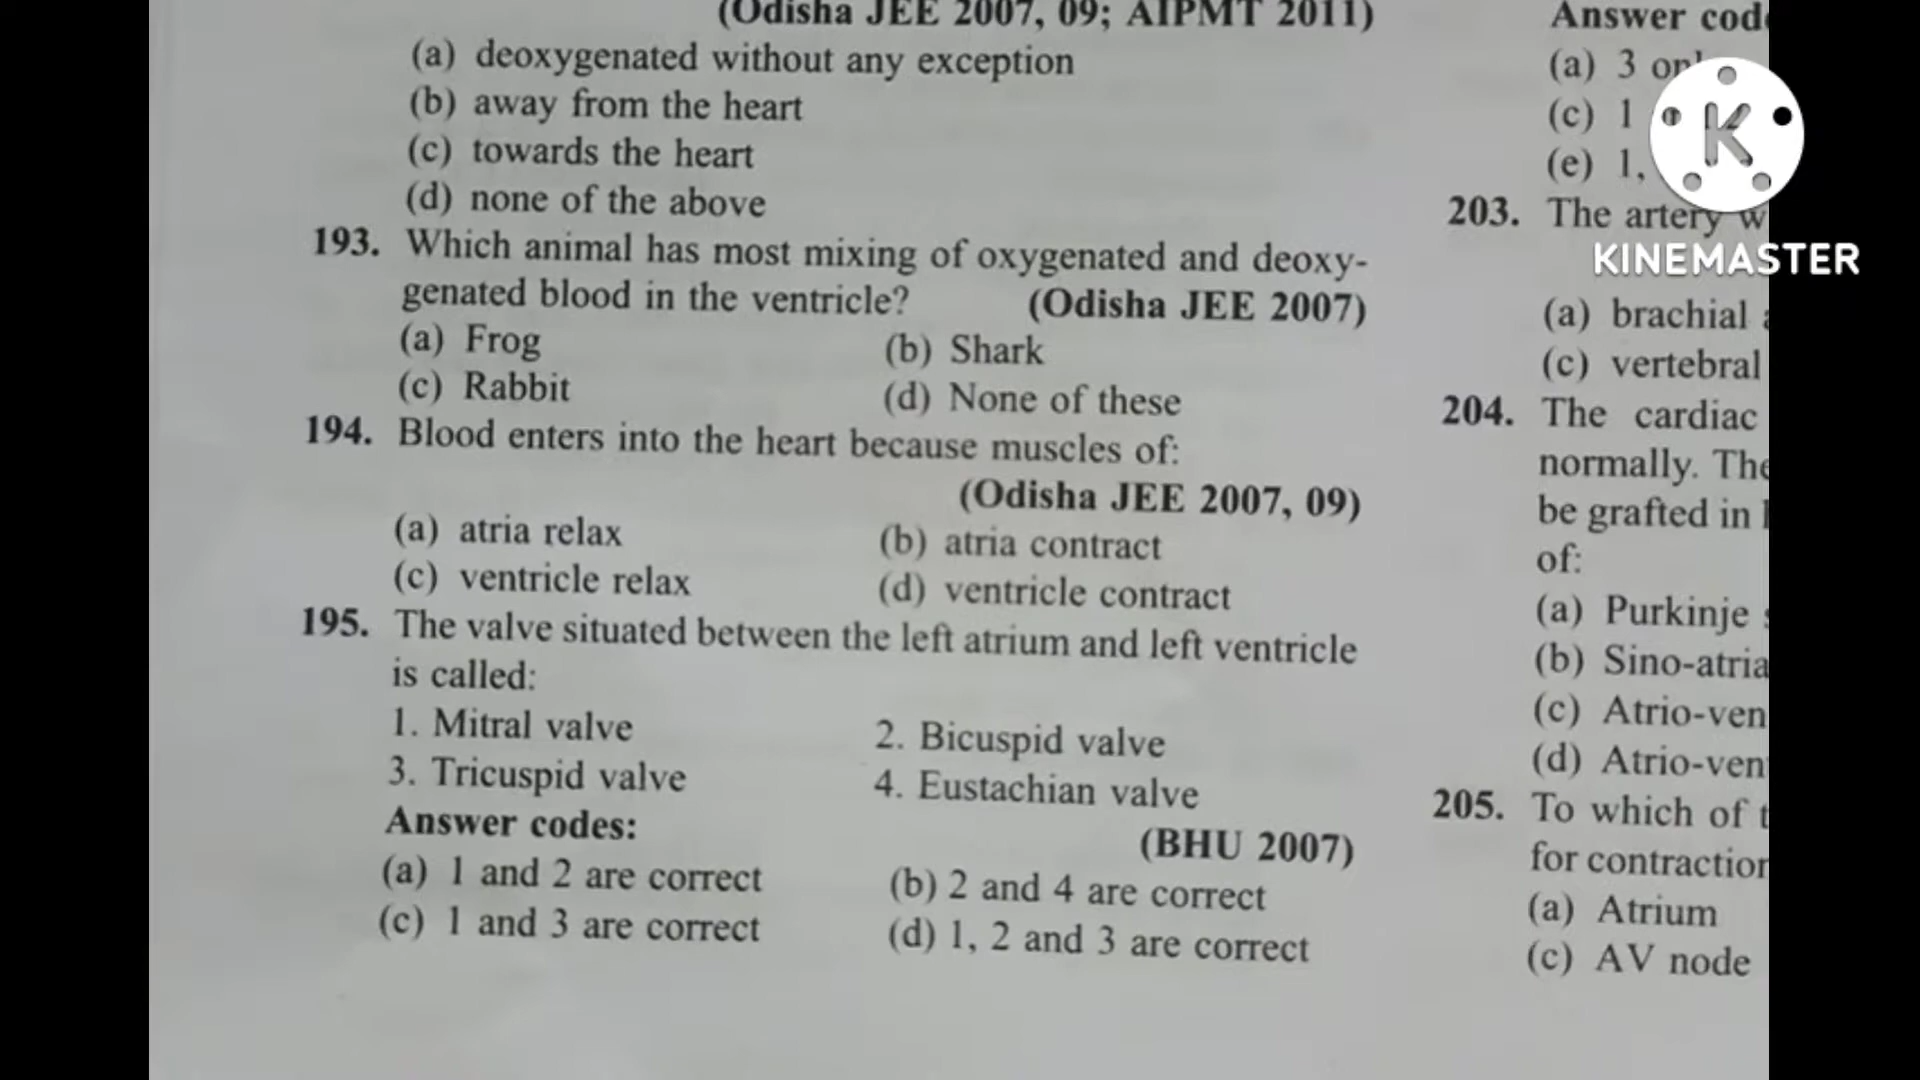 (Odisha JEE 2007, 09; AIPMT 2011)
(a) deoxygenated without any exception
(b) away from the heart
(c) towards the heart
(d) none of the above
193. Which animal has most mixing of oxygenated and deoxy-
genated blood in the ventricle? (Odisha JEE 2007)
(a) Frog (b) Shark
(c) Rabbit (d) None of these
194. Blood enters into the heart because muscles of:
(Odisha JEE 2007, 09)
(a) atria relax (b) atria contract
(c) ventricle relax (d) ventricle contract
195. The valve situated between the left atrium and left ventricle
is called:
1. Mitral valve 2. Bicuspid valve
3. Tricuspid valve 4. Eustachian valve
Answer codes: (BHU 2007)
(a) 1 and 2 are correct (b) 2 and 4 are correct
(c) 1 and 3 are correct (d) 1, 2 and 3 are correct
Answer
(a) 3
(c) 1
(e) 1,
203. The artery
(a) brachial
(c) vertebral
204. The cardiac
normally. The
be grafted in
of:
(a) Purkinje
(b) Sino-atria
(c) Atrio-ven
(d) Atrio-ven
205. To which of
for contraction
(a) Atrium
(c) AV node
K
KINEMASTER